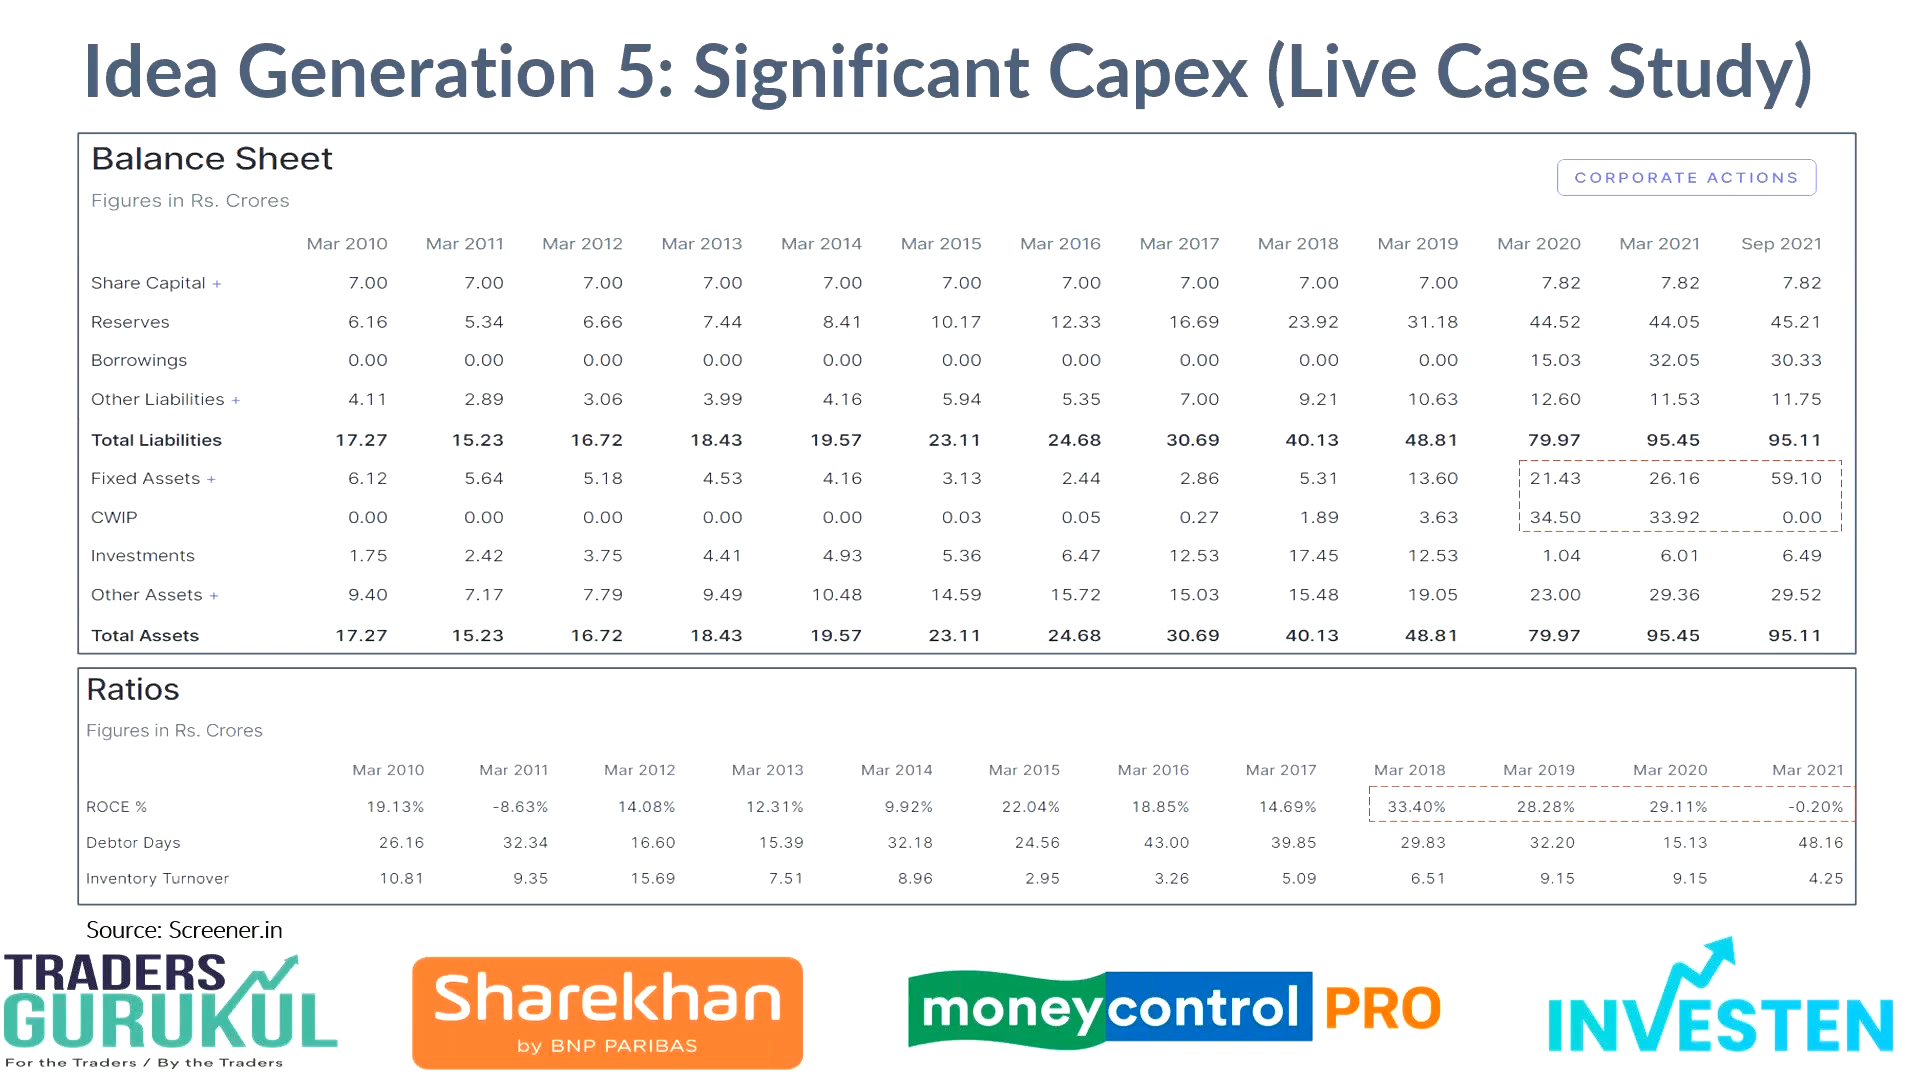 Idea Generation 5: Significant Capex (Live Case Study)
Balance Sheet
CORPORATE ACTIONS
Figures in Rs. Crores
Mar 2010 Mar 2011 Mar 2012 Mar 2013 Mar 2014 Mar 2015 Mar 2016 Mar 2017 Mar 2018 Mar 2019 Mar 2020 Mar 2021 Sep 2021
Share Capital + 7.00 7.00 7.00 7.00 7.00 7.00 7.00 7.00 7.00 7.00 7.82 7.82 7.82
Reserves 6.16 5.34 6.66 7.44 8.41 10.17 12.33 16.69 23.92 31.18 44.52 44.05 45.21
Borrowings 0.00 0.00 0.00 0.00 0.00 0.00 0.00 0.00 0.00 0.00 15.03 32.05 30.33
Other Liabilities + 4.11 2.89 3.06 3.99 4.16 5.94 5.35 7.00 9.21 10.63 12.60 11.53 11.75
Total Liabilities 17.27 15.23 16.72 18.43 19.57 23.11 24.68 30.69 40.13 48.81 79.97 95.45 95.11
Fixed Assets + 6.12 5.64 5.18 4.53 4.16 3.13 2.44 2.86 5.31 13.60 21.43 26.16 59.10
CWIP 0.00 0.00 0.00 0.00 0.00 0.03 0.05 0.27 1.89 3.63 34.50 33.92 0.00
Investments 1.75 2.42 3.75 4.41 4.93 5.36 6.47 12.53 17.45 12.53 1.04 6.01 6.49
Other Assets + 9.40 7.17 7.79 9.49 10.48 14.59 15.72 15.03 15.48 19.05 23.00 29.36 29.52
Total Assets 17.27 15.23 16.72 18.43 19.57 23.11 24.68 30.69 40.13 48.81 79.97 95.45 95.11
Ratios
Figures in Rs. Crores
Mar 2010 Mar 2011 Mar 2012 Mar 2013 Mar 2014 Mar 2015 Mar 2016 Mar 2017 Mar 2018 Mar 2019 Mar 2020 Mar 2021
ROCE % 19.13% -8.63% 14.08% 12.31% 9.92% 22.04% 18.85% 14.69% 33.40% 28.28% 29.11% -0.20%
Debtor Days 26.16 32.34 16.60 15.39 32.18 24.56 43.00 39.85 29.83 32.20 15.13 48.16
Inventory Turnover 10.81 9.35 15.69 7.51 8.96 2.95 3.26 5.09 6.51 9.15 9.15 4.25
Source: Screener.in
TRADERS
GURUKUL
For the Traders / By the Traders
Sharekhan
by BNP PARIBAS
moneycontrol PRO
INVESTEN